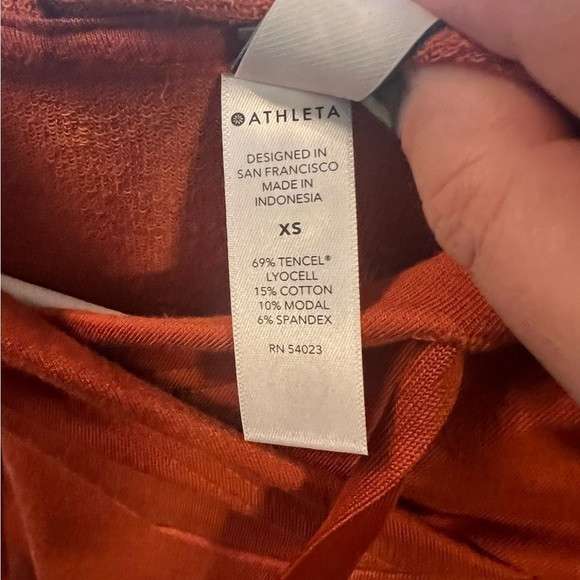 ATHLETA
DESIGNED IN
SAN FRANCISCO
MADE IN
INDONESIA
XS
69% TENCEL®
LYOCELL
15% COTTON
10% MODAL
6% SPANDEX
RN 54023